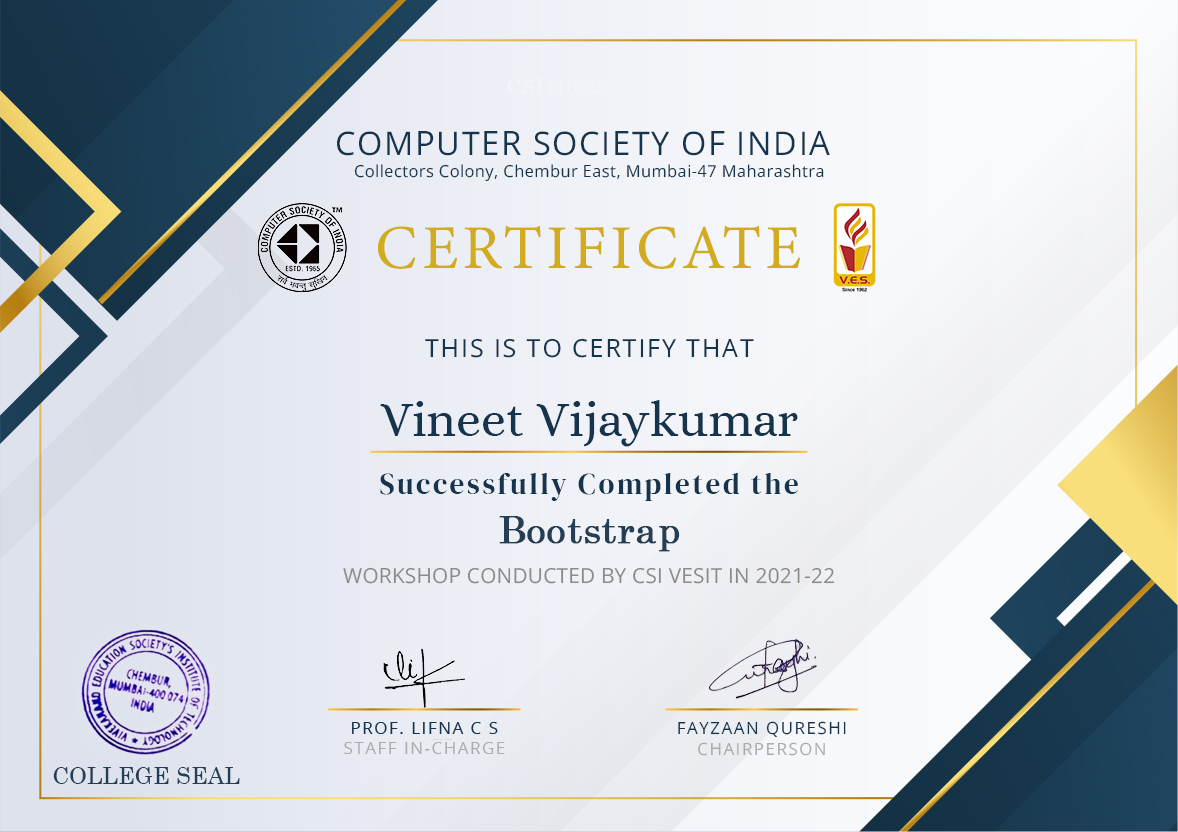 COMPUTER SOCIETY OF INDIA
Collectors Colony, Chembur East, Mumbai-47 Maharashtra
COMPUTER SOCIETY OF INDIA
TM
ESTD. 1965
CERTIFICATE
V.E.S.
Since 1962
THIS IS TO CERTIFY THAT
Vineet Vijaykumar
Successfully Completed the
Bootstrap
WORKSHOP CONDUCTED BY CSI VESIT IN 2021-22
VIVEKANAND EDUCATION SOCIETY'S INSTITUTE OF TECHNOLOGY
CHEMBUR,
MUMBAI-400 074
INDIA
COLLEGE SEAL
PROF. LIFNA C S
STAFF IN-CHARGE
FAYZAAN QURESHI
CHAIRPERSON